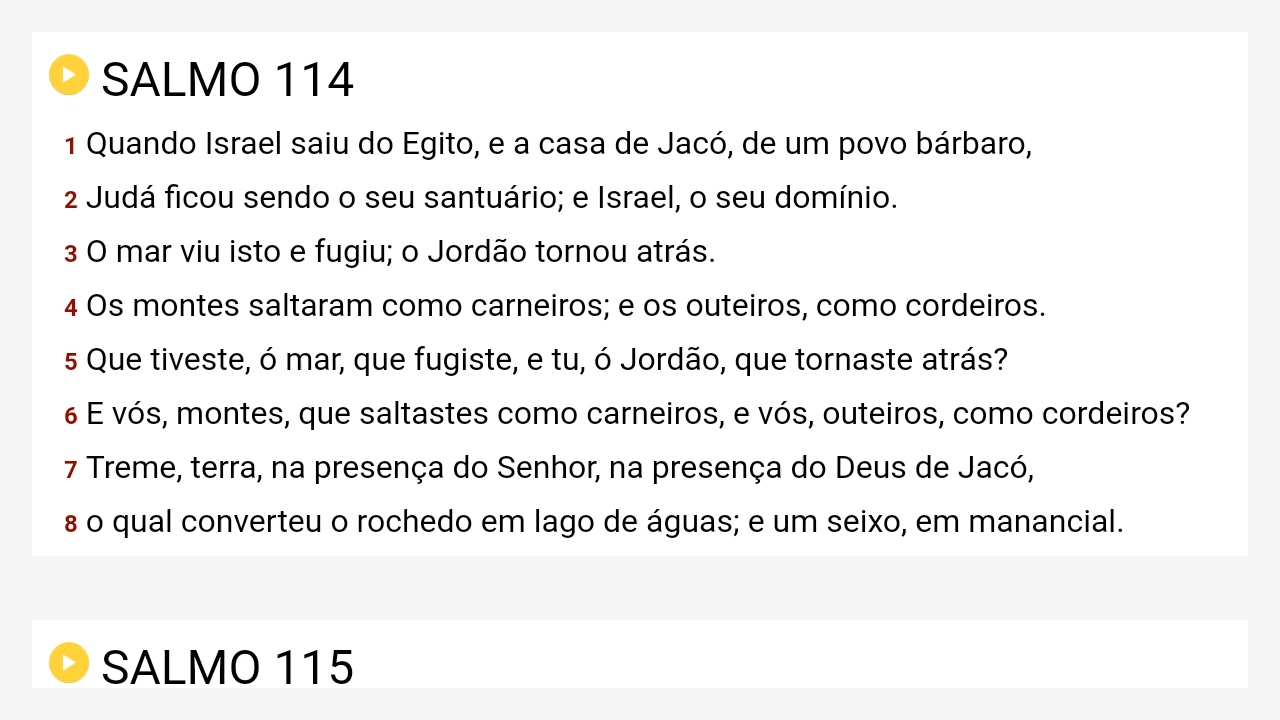 SALMO 114
1 Quando Israel saiu do Egito, e a casa de Jacó, de um povo bárbaro,
2 Judá ficou sendo o seu santuário; e Israel, o seu domínio.
3 O mar viu isto e fugiu; o Jordão tornou atrás.
4 Os montes saltaram como carneiros; e os outeiros, como cordeiros.
5 Que tiveste, ó mar, que fugiste, e tu, ó Jordão, que tornaste atrás?
6 E vós, montes, que saltastes como carneiros, e vós, outeiros, como cordeiros?
7 Treme, terra, na presença do Senhor, na presença do Deus de Jacó,
8 o qual converteu o rochedo em lago de águas; e um seixo, em manancial.
SALMO 115